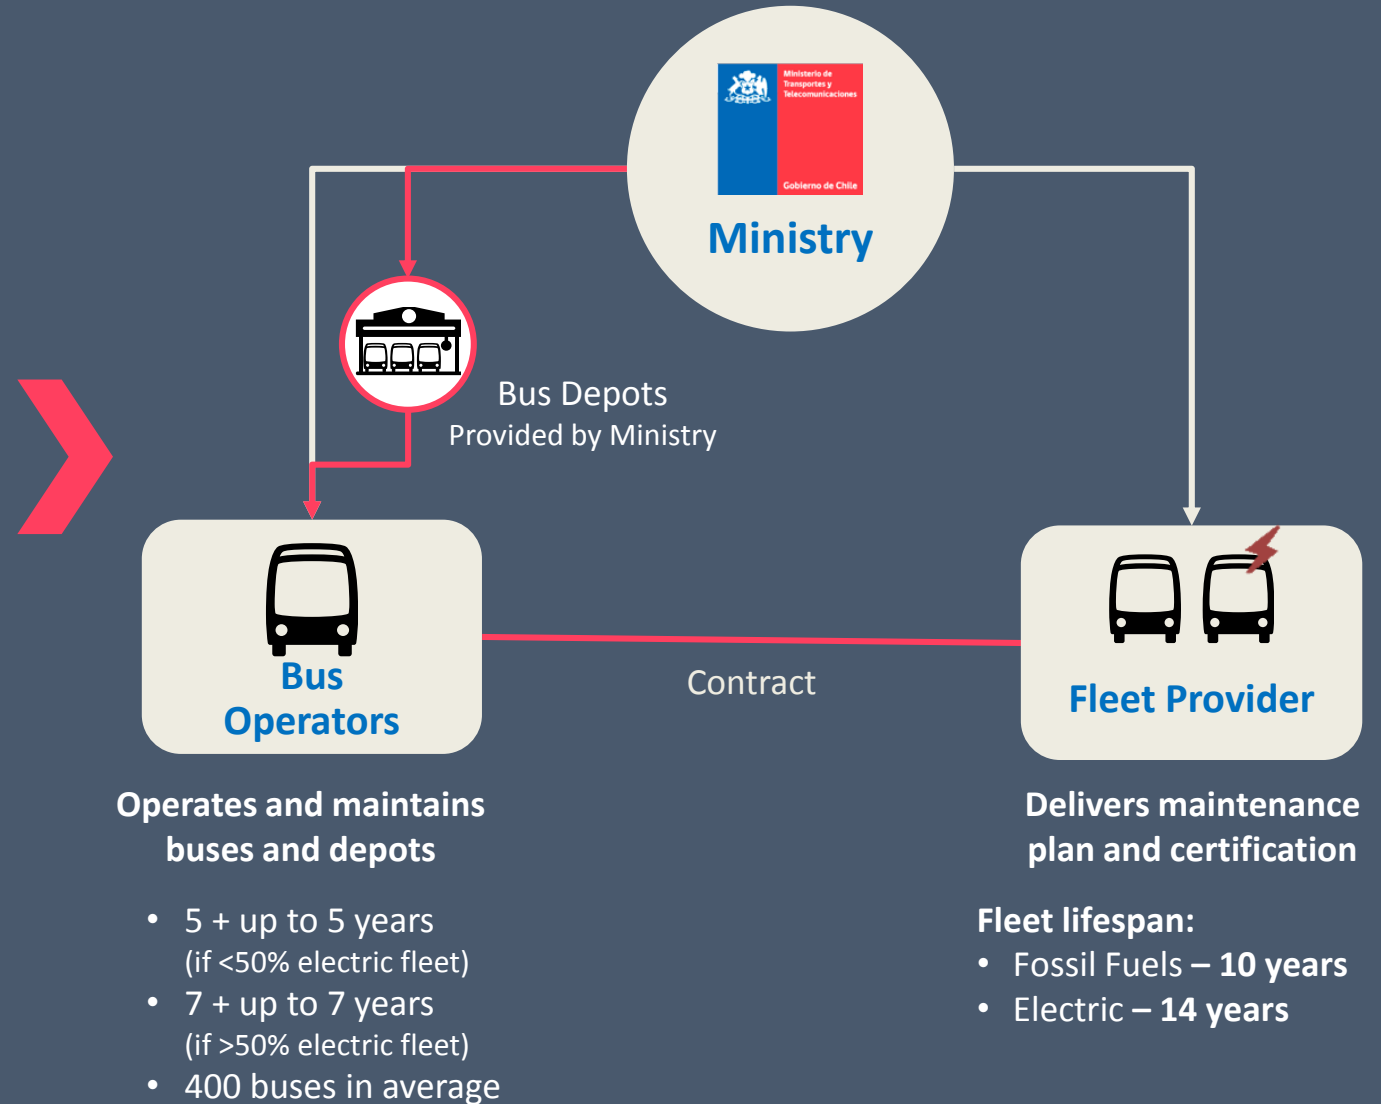 Ministerio de
Transportes y
Telecomunicaciones
Gobierno de Chile
Ministry
Bus Depots
Provided by Ministry
Bus
Operators
Contract
Fleet Provider
Operates and maintains
buses and depots
• 5 + up to 5 years
(if <50% electric fleet)
• 7 + up to 7 years
(if >50% electric fleet)
• 400 buses in average
Delivers maintenance
plan and certification
Fleet lifespan:
• Fossil Fuels – 10 years
• Electric – 14 years